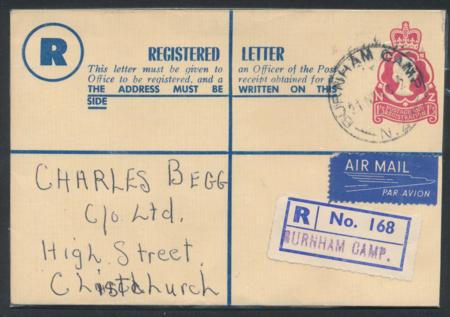 R
REGISTERED LETTER
This letter must be given to an Officer of the Post
Office to be registered, and a receipt obtained for it
THE ADDRESS MUST BE WRITTEN ON THIS
SIDE
BURNHAM CAMP
N.Z.
AIR MAIL
PAR AVION
R No. 168
BURNHAM CAMP.
CHARLES BEGG
C/o. Ltd.
High Street.
Christchurch